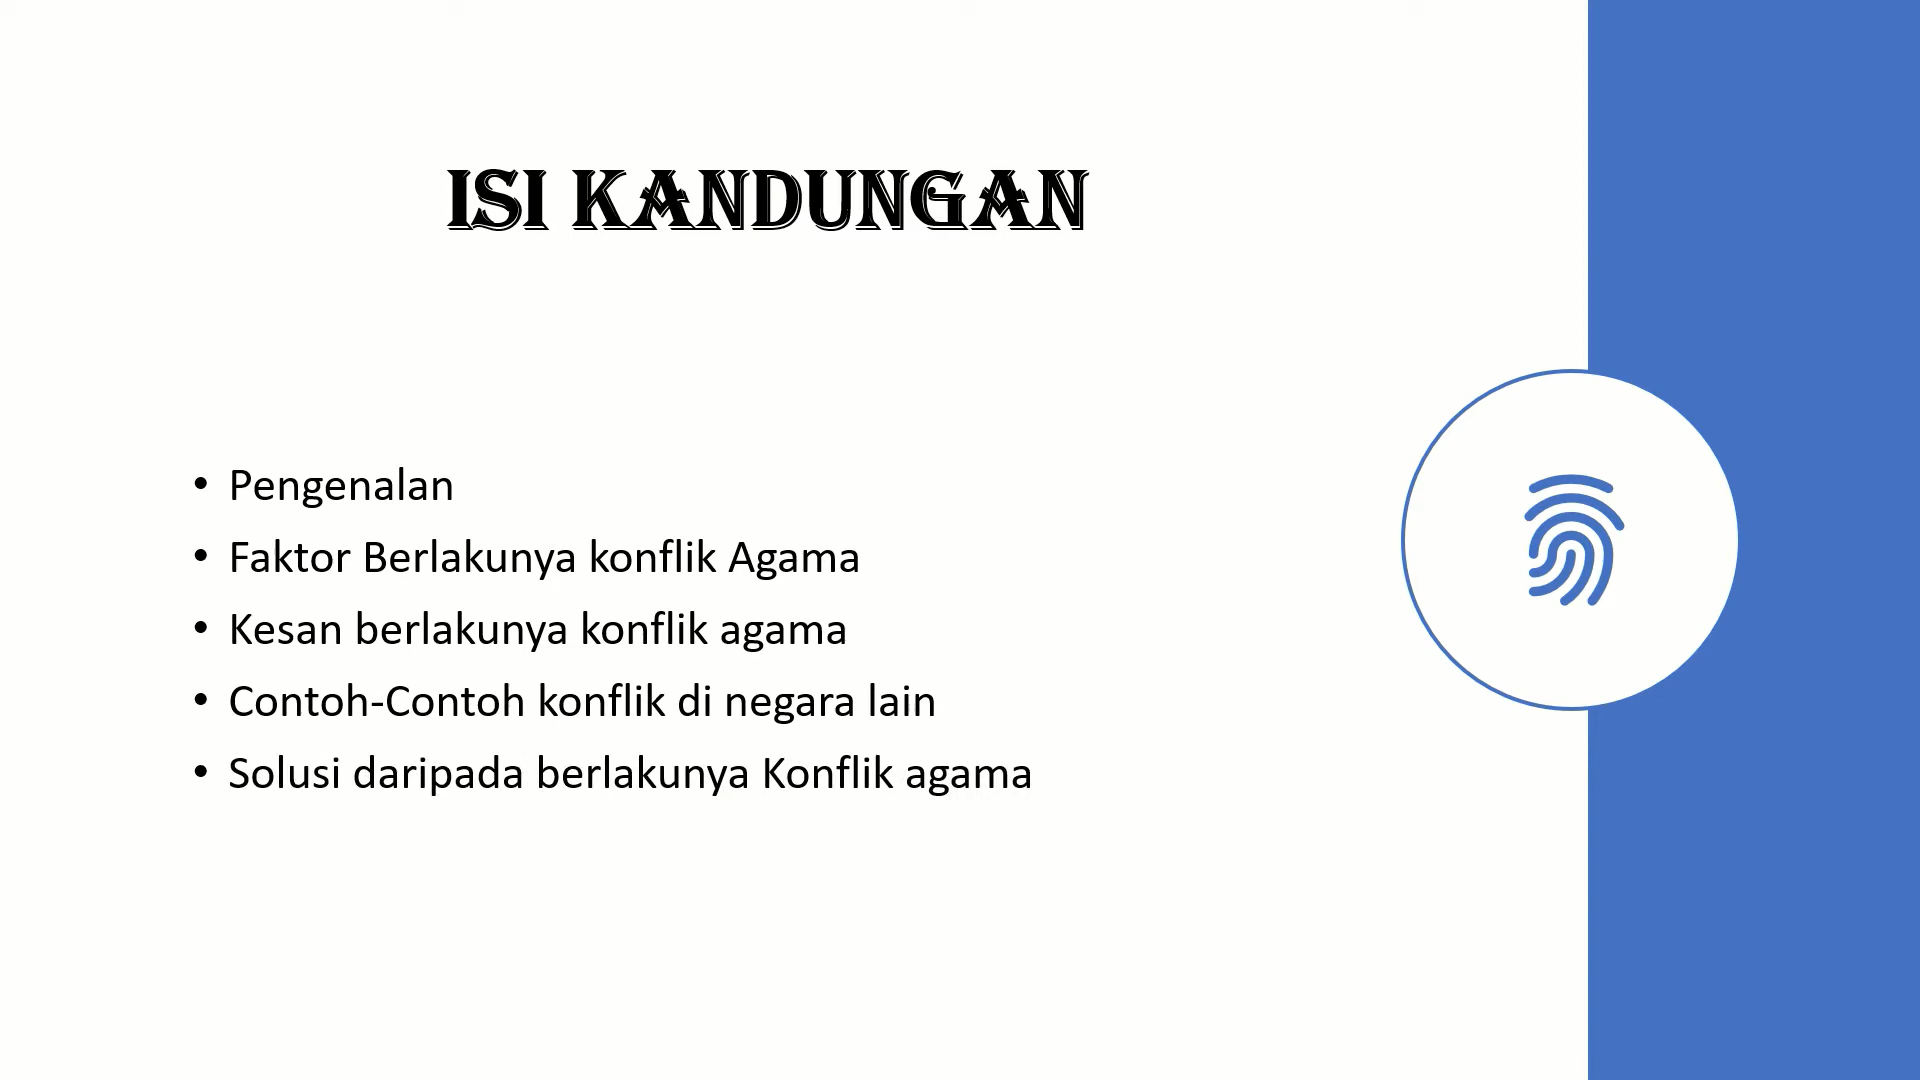 ISI KANDUNGAN
• Pengenalan
• Faktor Berlakunya konflik Agama
• Kesan berlakunya konflik agama
• Contoh-Contoh konflik di negara lain
• Solusi daripada berlakunya Konflik agama